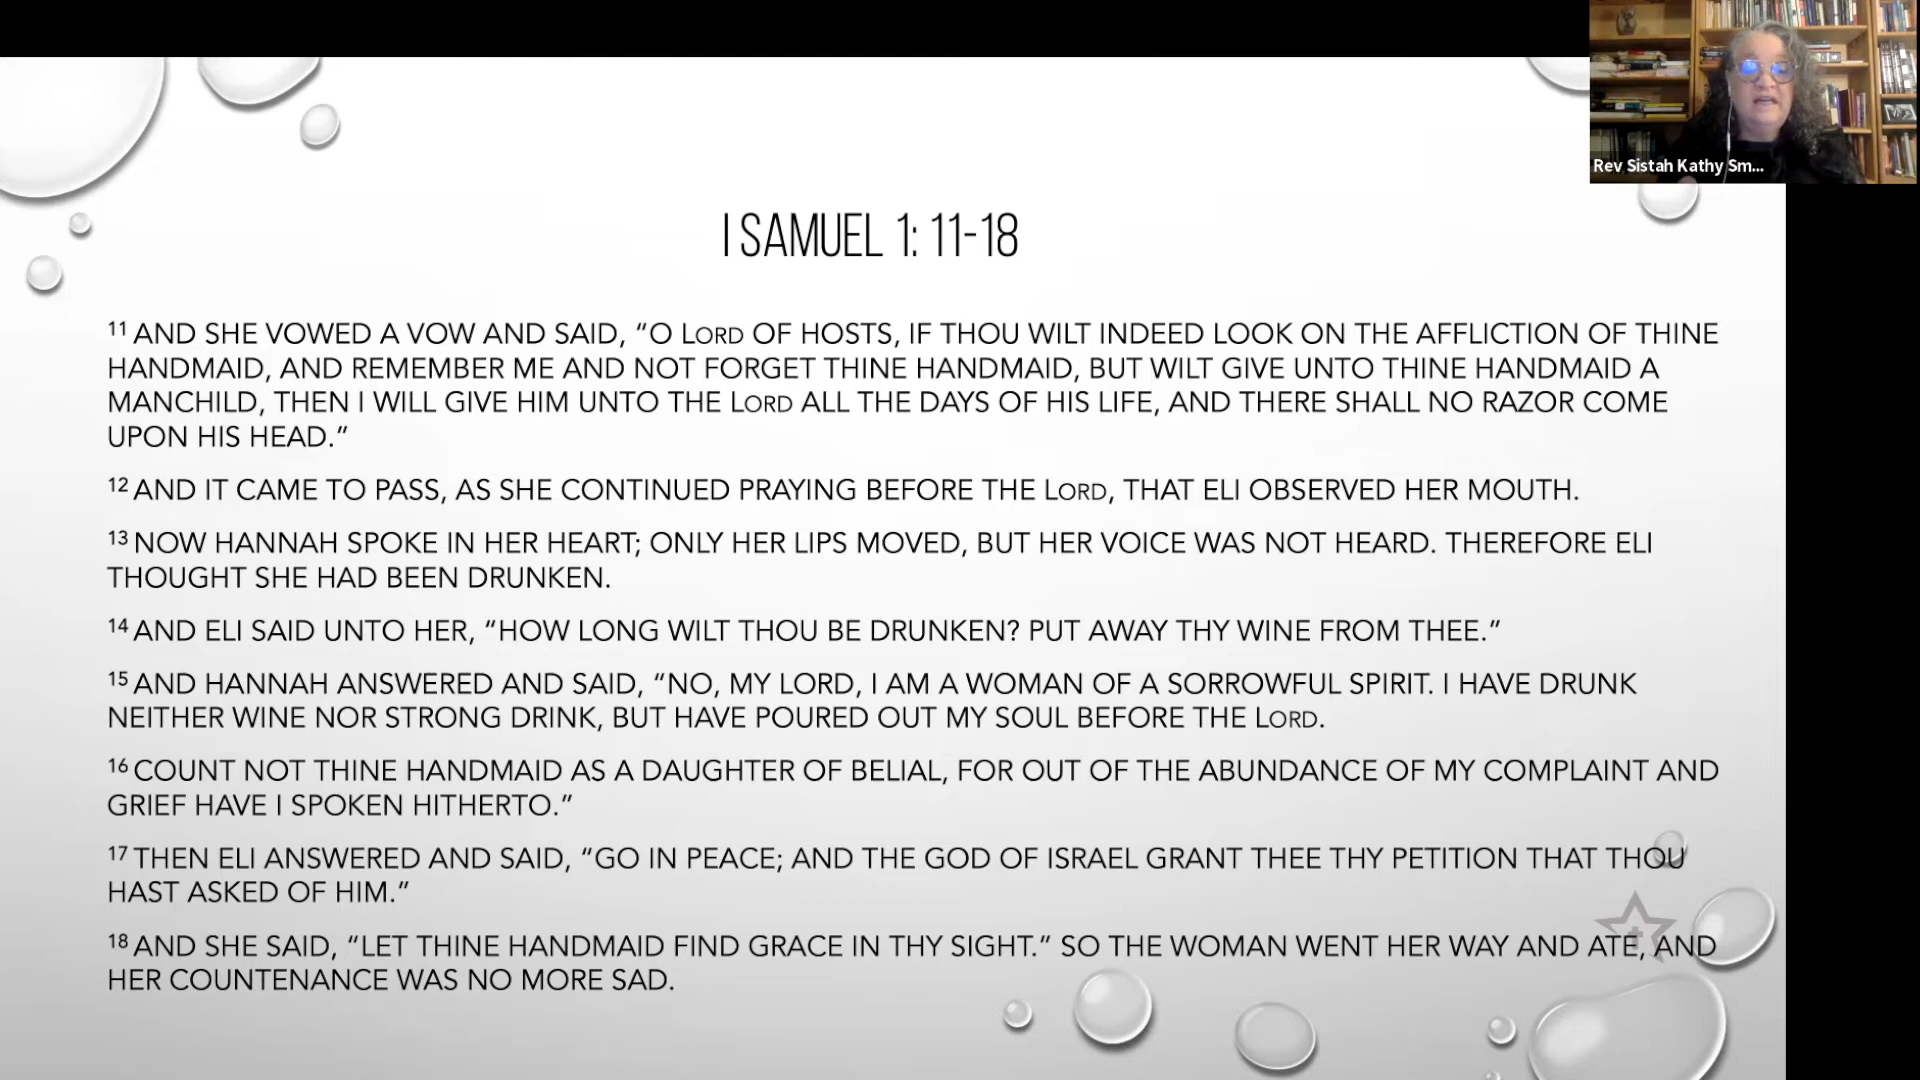 Rev Sistah Kathy Sm...
I SAMUEL 1: 11-18
11 AND SHE VOWED A VOW AND SAID, “O LORD OF HOSTS, IF THOU WILT INDEED LOOK ON THE AFFLICTION OF THINE
HANDMAID, AND REMEMBER ME AND NOT FORGET THINE HANDMAID, BUT WILT GIVE UNTO THINE HANDMAID A
MANCHILD, THEN I WILL GIVE HIM UNTO THE LORD ALL THE DAYS OF HIS LIFE, AND THERE SHALL NO RAZOR COME
UPON HIS HEAD.”
12 AND IT CAME TO PASS, AS SHE CONTINUED PRAYING BEFORE THE LORD, THAT ELI OBSERVED HER MOUTH.
13 NOW HANNAH SPOKE IN HER HEART; ONLY HER LIPS MOVED, BUT HER VOICE WAS NOT HEARD. THEREFORE ELI
THOUGHT SHE HAD BEEN DRUNKEN.
14 AND ELI SAID UNTO HER, “HOW LONG WILT THOU BE DRUNKEN? PUT AWAY THY WINE FROM THEE.”
15 AND HANNAH ANSWERED AND SAID, “NO, MY LORD, I AM A WOMAN OF A SORROWFUL SPIRIT. I HAVE DRUNK
NEITHER WINE NOR STRONG DRINK, BUT HAVE POURED OUT MY SOUL BEFORE THE LORD.
16 COUNT NOT THINE HANDMAID AS A DAUGHTER OF BELIAL, FOR OUT OF THE ABUNDANCE OF MY COMPLAINT AND
GRIEF HAVE I SPOKEN HITHERTO.”
17 THEN ELI ANSWERED AND SAID, “GO IN PEACE; AND THE GOD OF ISRAEL GRANT THEE THY PETITION THAT THOU
HAST ASKED OF HIM.”
18 AND SHE SAID, “LET THINE HANDMAID FIND GRACE IN THY SIGHT.” SO THE WOMAN WENT HER WAY AND ATE, AND
HER COUNTENANCE WAS NO MORE SAD.